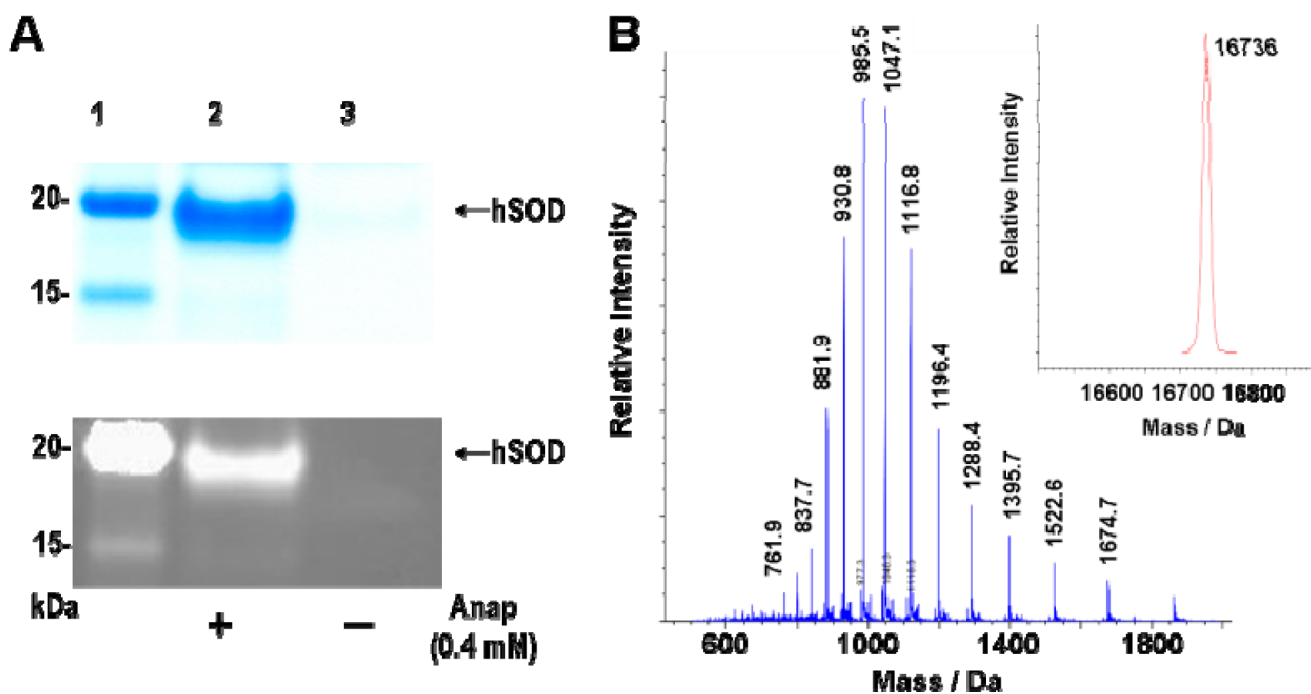 A
1 2 3
20-
←hSOD
15-
20-
←hSOD
15-
kDa
+ −
Anap
(0.4 mM)
B
Relative Intensity
761.9
837.7
881.9
930.8
985.5
1047.1
1116.8
1196.4
1288.4
1395.7
1522.6
1674.7
977.3
600 1000 1400 1800
Mass / Da
Relative Intensity
16736
16600 16700
Mass / Da